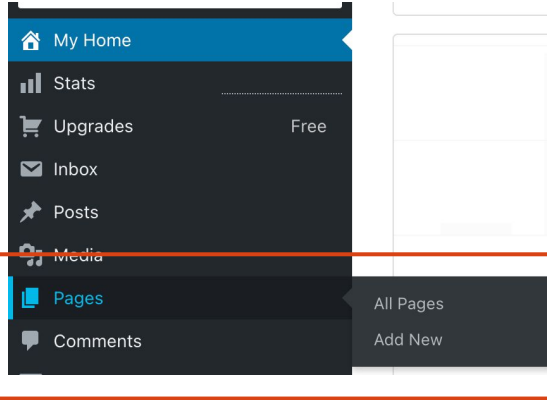 My Home
Stats
Upgrades Free
Inbox
Posts
Media
Pages
All Pages
Comments
Add New